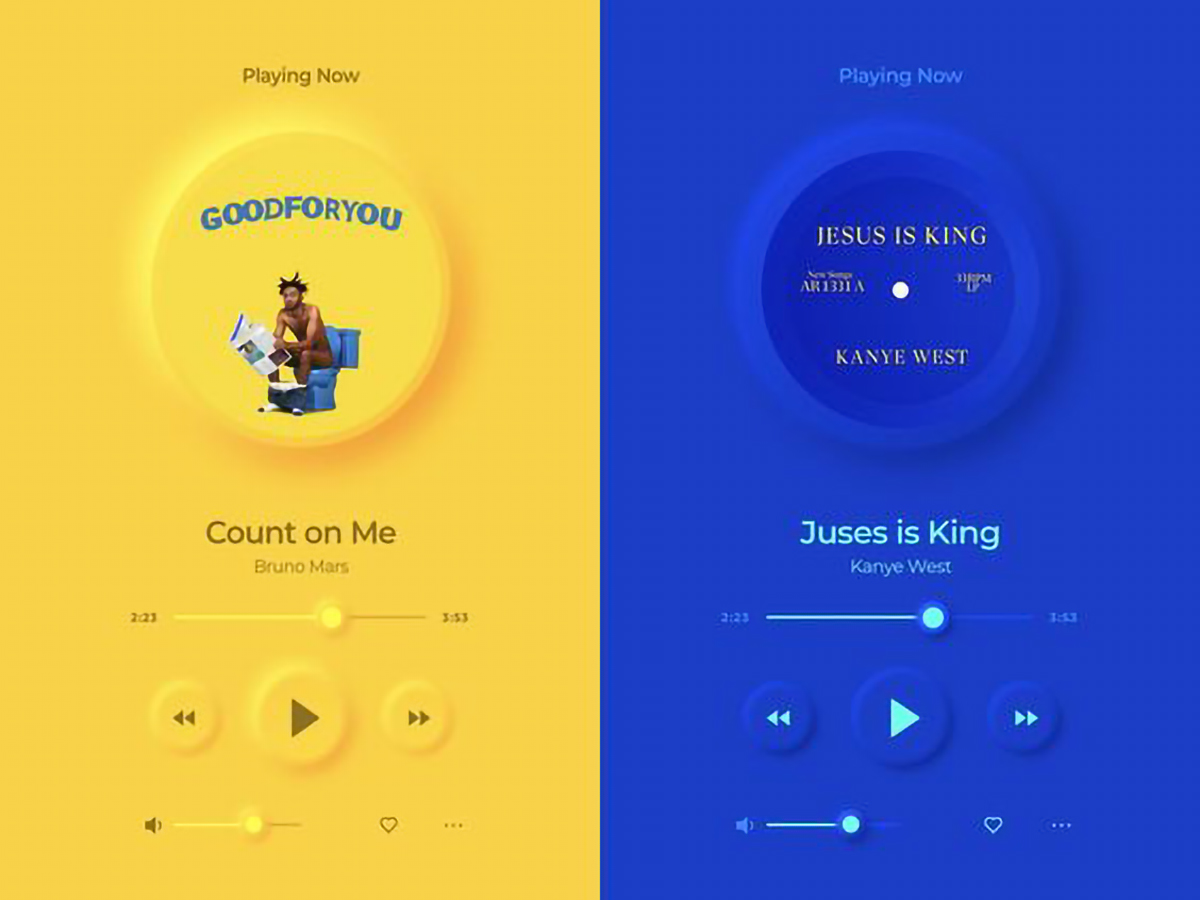 Playing Now
GOODFORYOU
Count on Me
Bruno Mars
2:23
3:53
Playing Now
JESUS IS KING
New Songs
AR1331 A
33RPM
LP
KANYE WEST
Juses is King
Kanye West
2:23
3:53